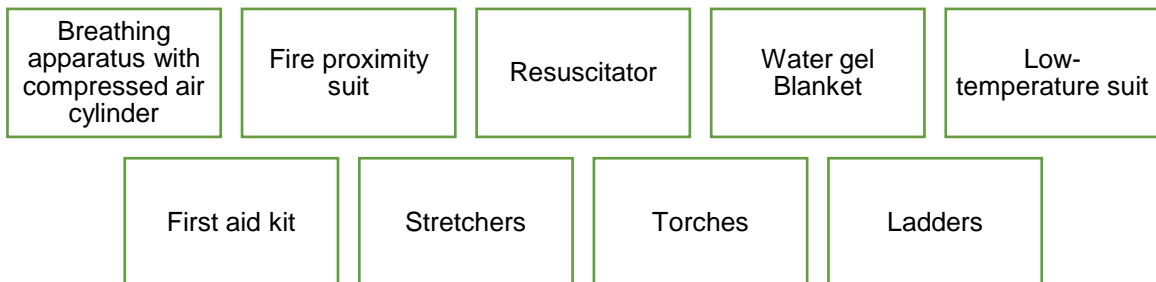 Breathing
apparatus with
compressed air
cylinder
Fire proximity
suit
Resuscitator
Water gel
Blanket
Low-
temperature suit
First aid kit
Stretchers
Torches
Ladders